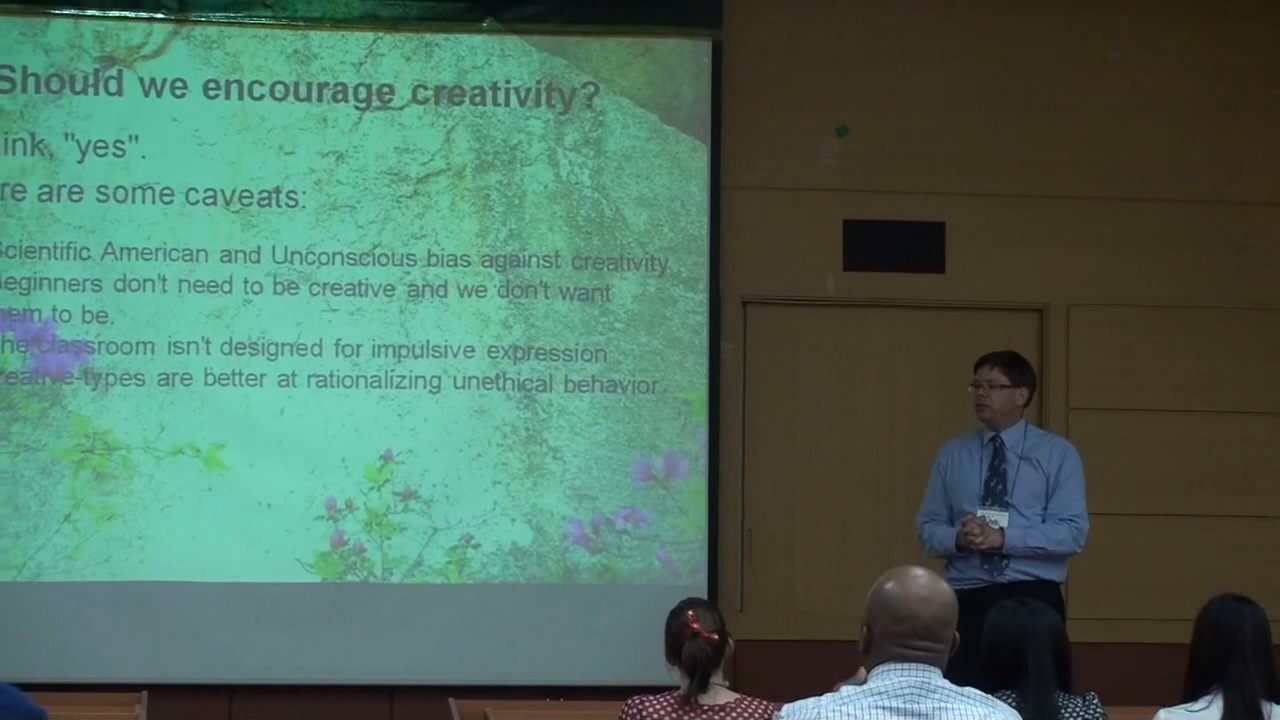 Should we encourage creativity?
ink, "yes".
re are some caveats:
cientific American and Unconscious bias against creativity
eginners don't need to be creative and we don't want
em to be.
he classroom isn't designed for impulsive expression
reative-types are better at rationalizing unethical behavior